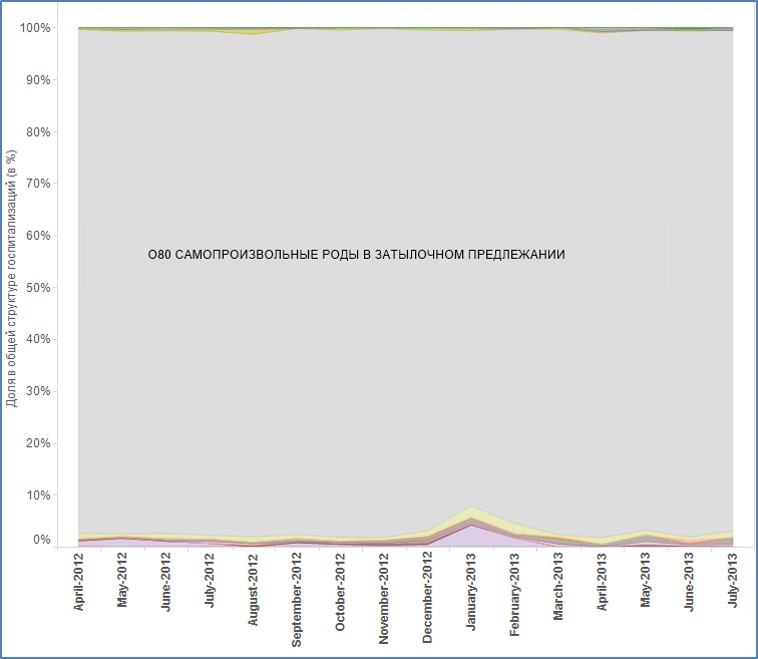 Доля в общей структуре госпитализаций (в %)
100%
90%
80%
70%
60%
50%
40%
30%
20%
10%
0%
O80 САМОПРОИЗВОЛЬНЫЕ РОДЫ В ЗАТЫЛОЧНОМ ПРЕДЛЕЖАНИИ
April-2012
May-2012
June-2012
July-2012
August-2012
September-2012
October-2012
November-2012
December-2012
January-2013
February-2013
March-2013
April-2013
May-2013
June-2013
July-2013